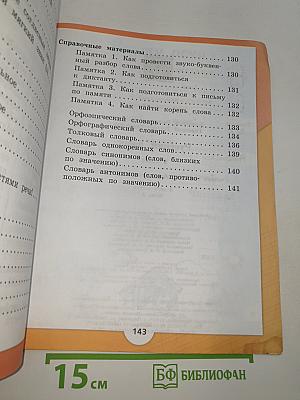 Справочные материалы 130
Памятка 1. Как провести звуко-буквен-
ный разбор слова 130
Памятка 2. Как подготовиться
к диктанту 131
Памятка 3. Как подготовиться к письму
по памяти 132
Памятка 4. Как найти корень слова 132
Орфоэпический словарь 133
Орфографический словарь 134
Толковый словарь 136
Словарь однокоренных слов 139
Словарь синонимов (слов, близких
по значению) 140
Словарь антонимов (слов, противо-
положных по значению) 141
143
15 см
БФ БИБЛИОФАН